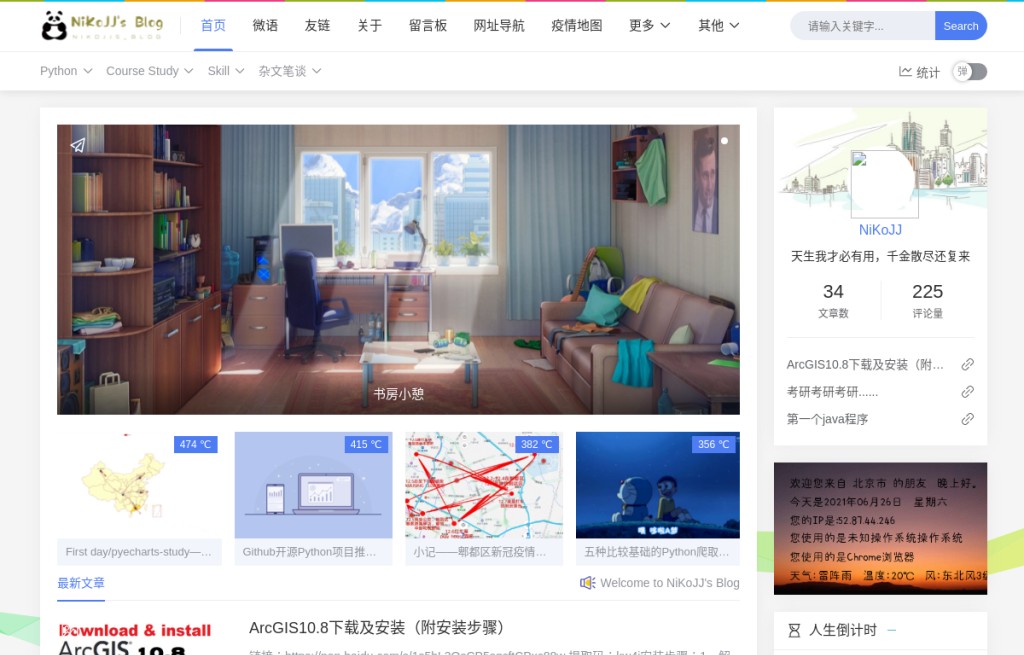 NiKoJJ's Blog
NIKOJJS_BLOG
首页
微语
友链
关于
留言板
网址导航
疫情地图
更多
其他
请输入关键字...
Search
Python
Course Study
Skill
杂文笔谈
统计
弹
书房小憩
NiKoJJ
天生我才必有用，千金散尽还复来
34
225
文章数
评论量
ArcGIS10.8下载及安装（附…
考研考研考研......
第一个java程序
474 ℃
415 ℃
382 ℃
356 ℃
First day/pyecharts-study—…
Github开源Python项目推…
小记——郫都区新冠疫情…
五种比较基础的Python爬取…
欢迎您来自 北京市 的朋友 晚上好。
今天是2021年06月26日 星期六
您的IP是:52.87.44.246
您使用的是未知操作系统操作系统
您使用的是Chrome浏览器
天气:雷阵雨 温度:20℃ 风:东北风3级
最新文章
Welcome to NiKoJJ's Blog
人生倒计时
Download & install
ArcGIS 10.8
ArcGIS10.8下载及安装（附安装步骤）